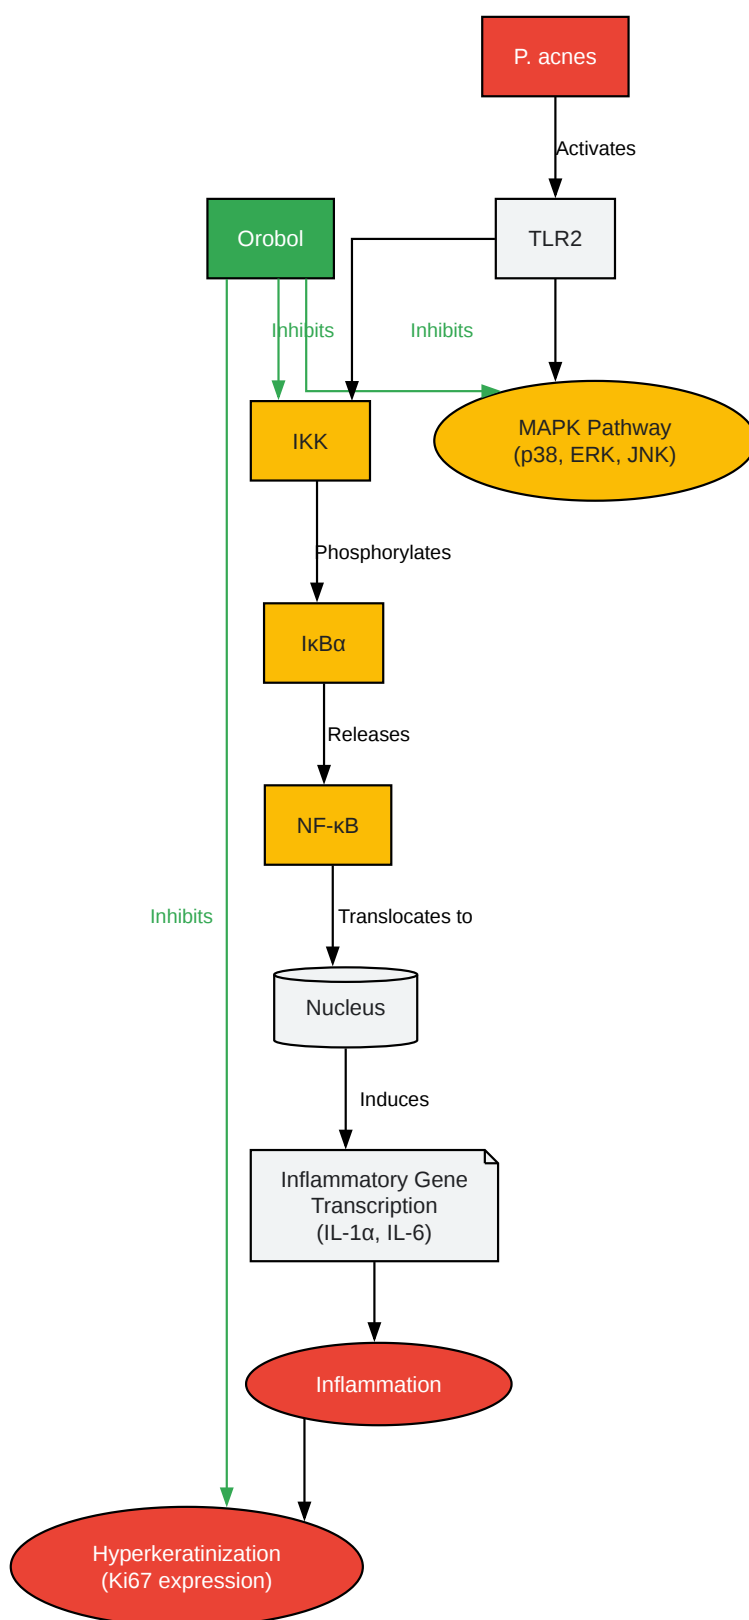 P. acnes
Activates
Orobol
TLR2
Inhibits
Inhibits
IKK
MAPK Pathway
(p38, ERK, JNK)
Phosphorylates
IκBα
Releases
NF-κB
Inhibits
Translocates to
Nucleus
Induces
Inflammatory Gene
Transcription
(IL-1α, IL-6)
Inflammation
Hyperkeratinization
(Ki67 expression)